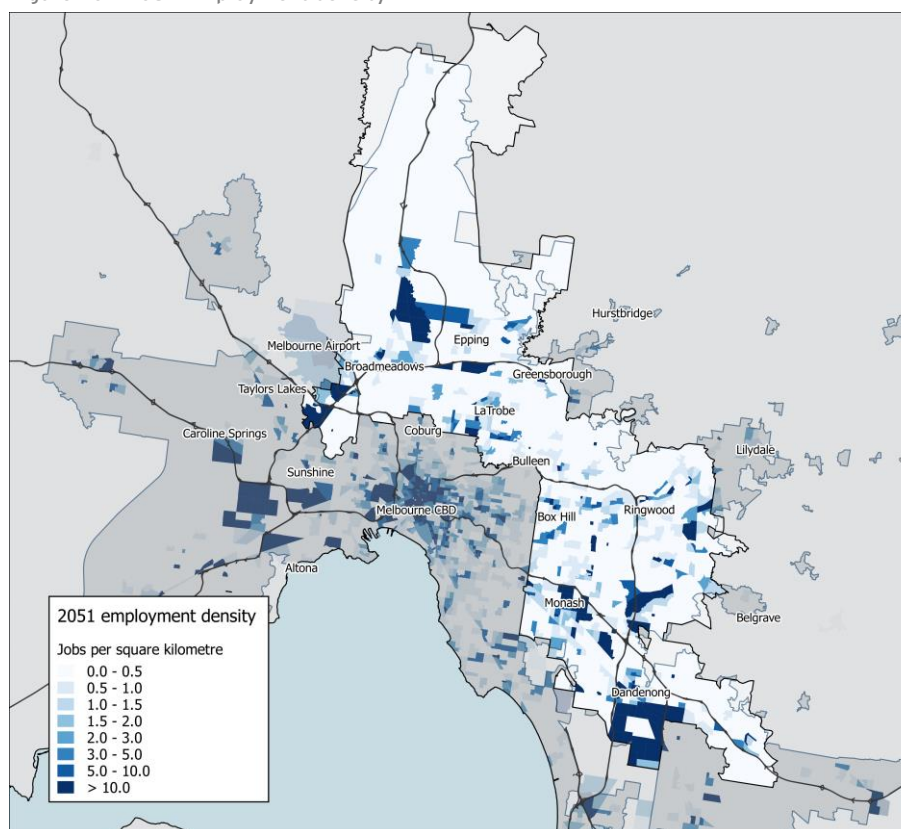 Hurstbridge
Melbourne Airport
Epping
Broadmeadows
Greensborough
Taylors Lakes
LaTrobe
Caroline Springs
Coburg
Lilydale
Bulleen
Sunshine
Melbourne CBD
Box Hill
Ringwood
Altona
Monash
Belgrave
Dandenong
2051 employment density
Jobs per square kilometre
0.0 - 0.5
0.5 - 1.0
1.0 - 1.5
1.5 - 2.0
2.0 - 3.0
3.0 - 5.0
5.0 - 10.0
> 10.0